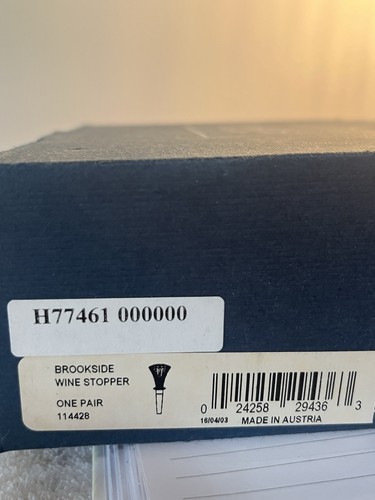 H77461 000000
BROOKSIDE
WINE STOPPER
ONE PAIR
114428
0 24258 29436 3
16/04/03 MADE IN AUSTRIA